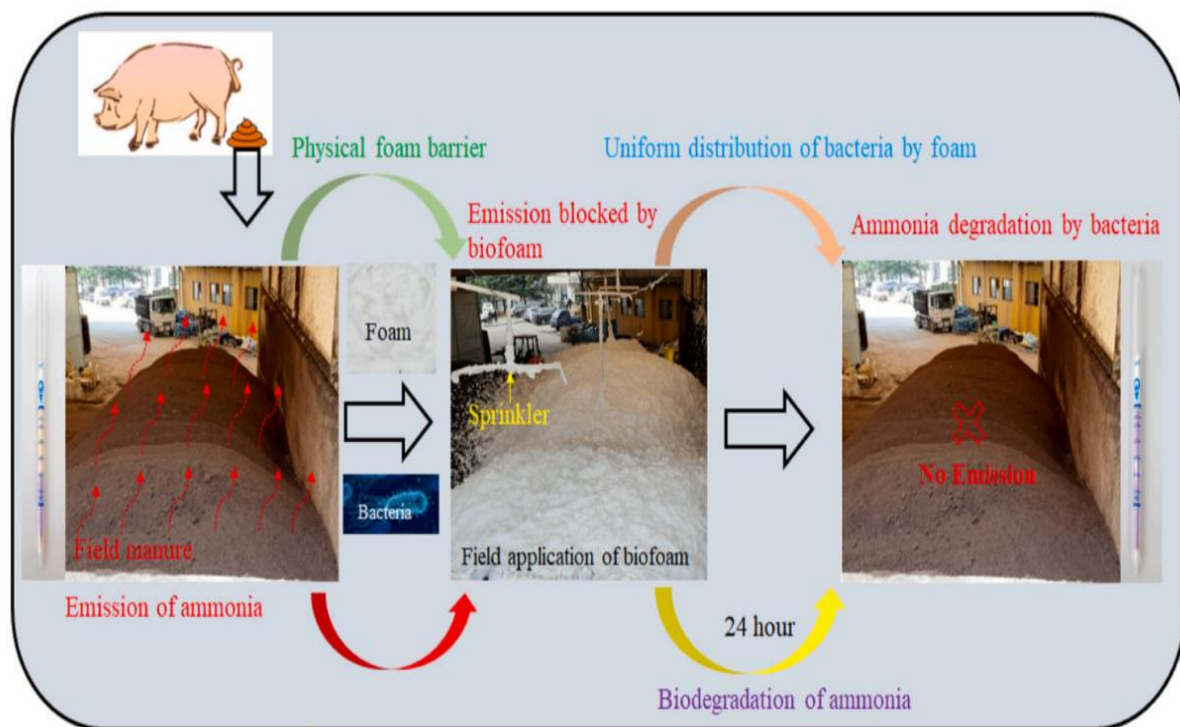 Physical foam barrier
Uniform distribution of bacteria by foam
Emission blocked by
biofoam
Ammonia degradation by bacteria
Foam
Sprinkler
Bacteria
No Emission
Field manure
Field application of biofoam
Emission of ammonia
24 hour
Biodegradation of ammonia